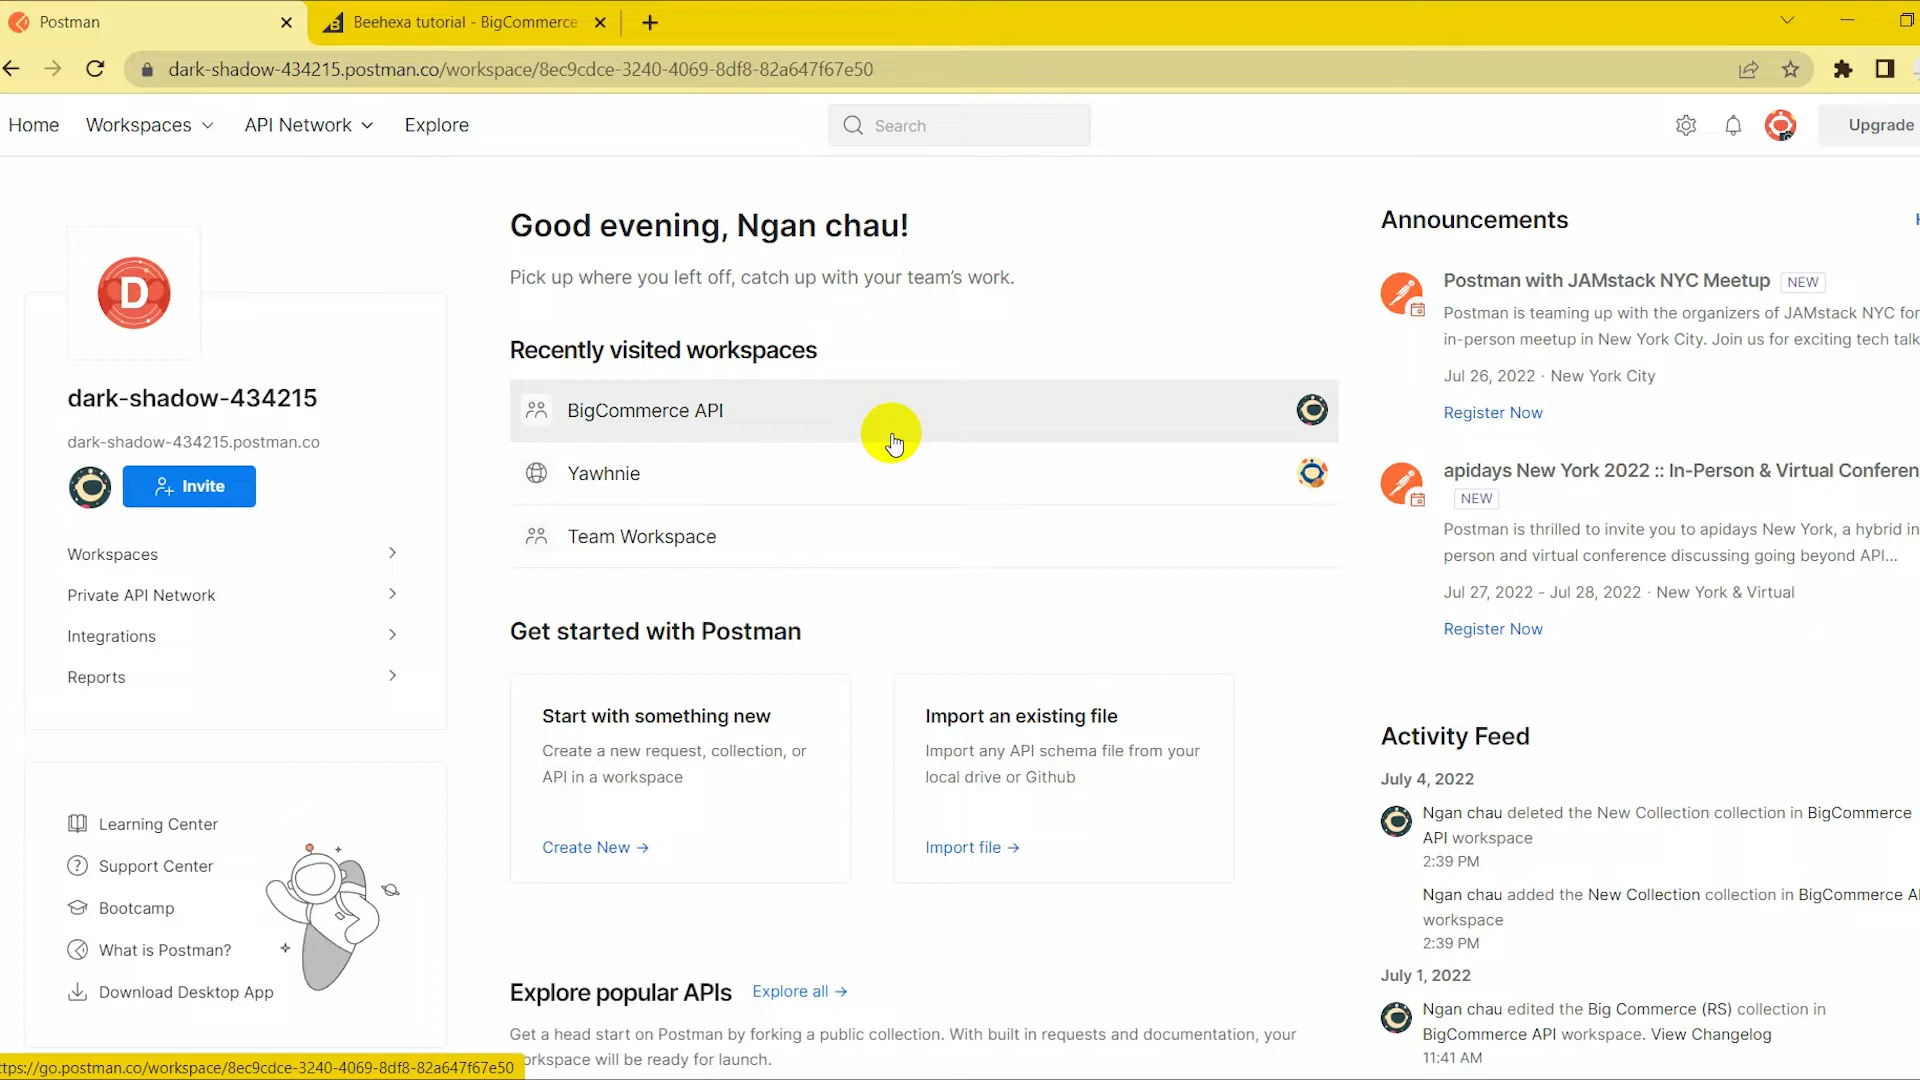 Postman
Beehexa tutorial - BigCommerce
dark-shadow-434215.postman.co/workspace/8ec9cdce-3240-4069-8df8-82a647f67e50
Home
Workspaces
API Network
Explore
Search
Upgrade
D
dark-shadow-434215
dark-shadow-434215.postman.co
Invite
Workspaces
Private API Network
Integrations
Reports
Learning Center
Support Center
Bootcamp
What is Postman?
Download Desktop App
Good evening, Ngan chau!
Pick up where you left off, catch up with your team's work.
Recently visited workspaces
BigCommerce API
Yawhnie
Team Workspace
Get started with Postman
Start with something new
Create a new request, collection, or
API in a workspace
Create New →
Import an existing file
Import any API schema file from your
local drive or Github
Import file →
Explore popular APIs
Explore all →
Get a head start on Postman by forking a public collection. With built in requests and documentation, your
workspace will be ready for launch.
Announcements
Postman with JAMstack NYC Meetup NEW
Postman is teaming up with the organizers of JAMstack NYC for
in-person meetup in New York City. Join us for exciting tech talk
Jul 26, 2022 · New York City
Register Now
apidays New York 2022 :: In-Person & Virtual Conferen
NEW
Postman is thrilled to invite you to apidays New York, a hybrid in
person and virtual conference discussing going beyond API...
Jul 27, 2022 - Jul 28, 2022 · New York & Virtual
Register Now
Activity Feed
July 4, 2022
Ngan chau deleted the New Collection collection in BigCommerce
API workspace
2:39 PM
Ngan chau added the New Collection collection in BigCommerce AP
workspace
2:39 PM
July 1, 2022
Ngan chau edited the Big Commerce (RS) collection in
BigCommerce API workspace. View Changelog
11:41 AM
ttps://go.postman.co/workspace/8ec9cdce-3240-4069-8df8-82a647f67e50